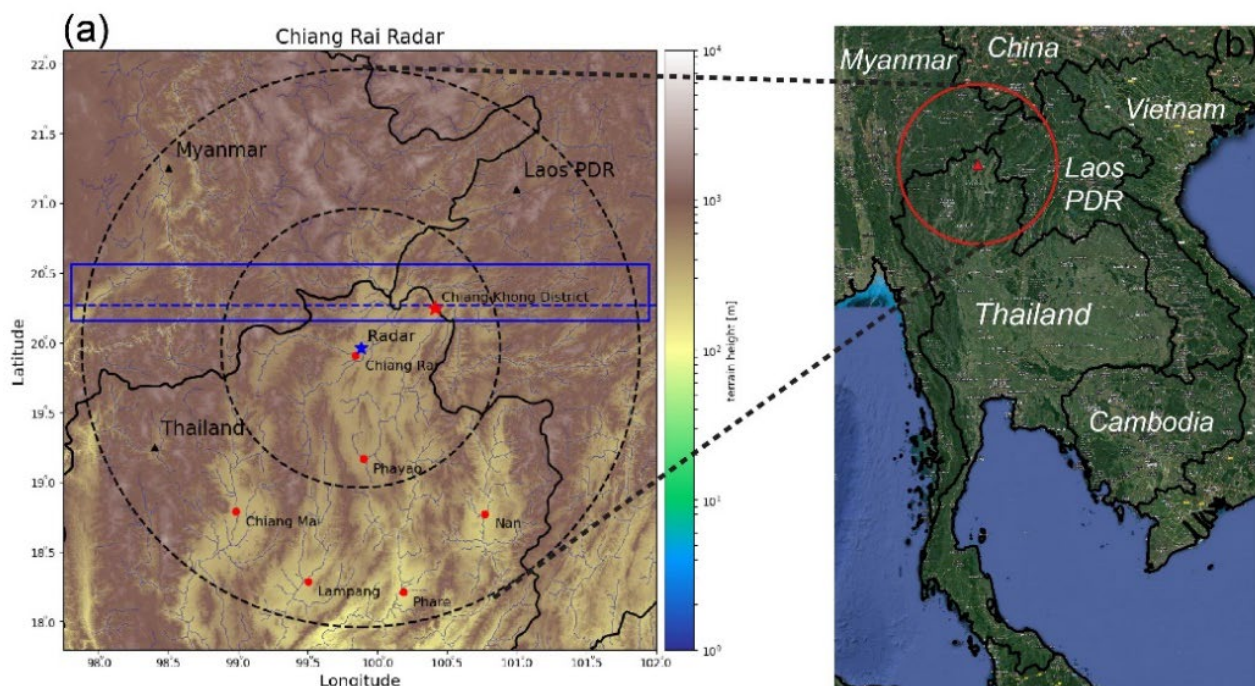 (a)
Chiang Rai Radar
22.0
21.5
21.0
20.5
20.0
19.5
19.0
18.5
18.0
Latitude
98.0
98.5
99.0
99.5
100.0
100.5
101.0
101.5
102.0
Longitude
Myanmar
Laos PDR
Chiang Khong District
Radar
Chiang Rai
Thailand
Phayao
Chiang Mai
Nan
Lampang
Phare
10⁴
10³
10²
10¹
10⁰
terrain height [m]
(b)
Myanmar
China
Vietnam
Laos
PDR
Thailand
Cambodia